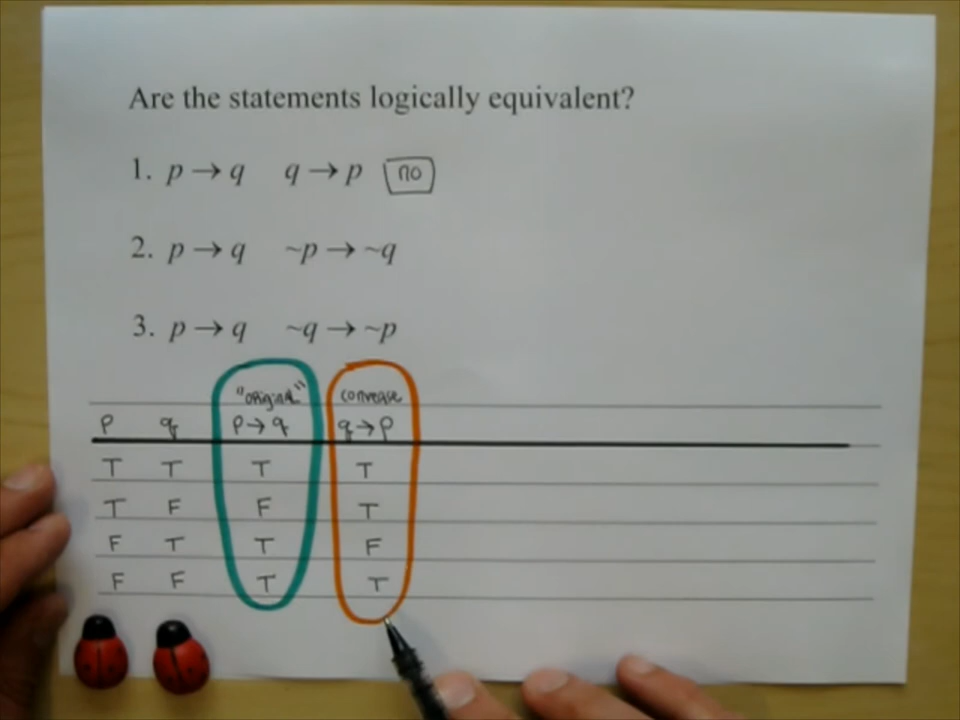 Are the statements logically equivalent?
1. p → q q → p no
2. p → q ~p → ~q
3. p → q ~q → ~p
"original" converse
p q p → q q → p
T T T T
T F F T
F T T F
F F T T